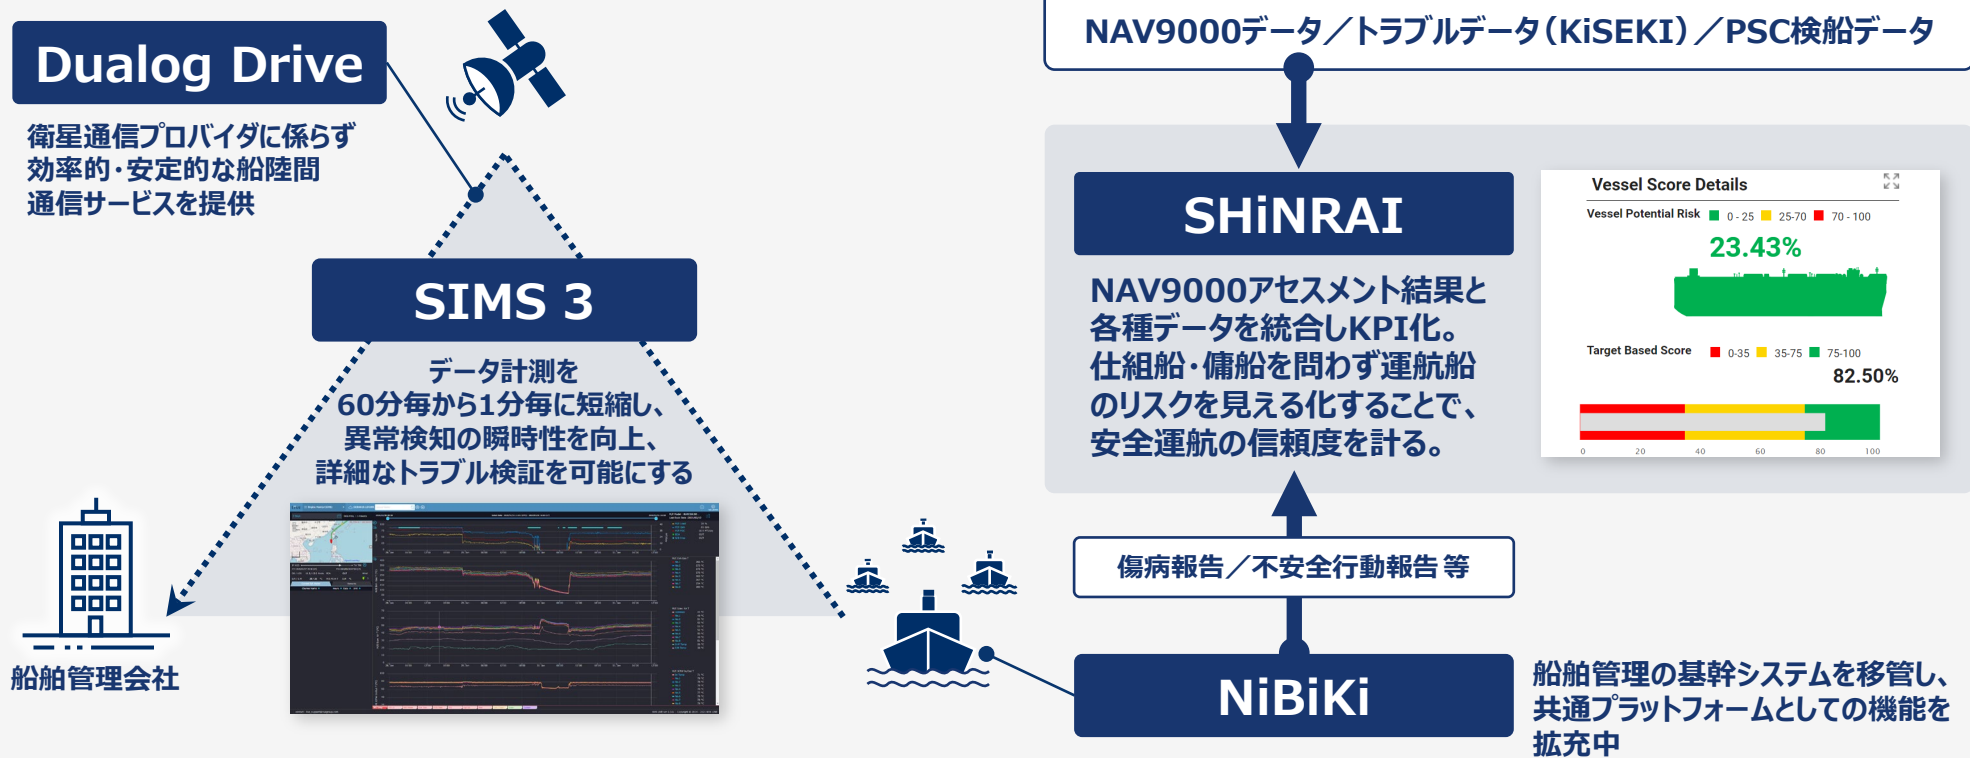 Dualog Drive
衛星通信プロバイダに係らず
効率的・安定的な船陸間
通信サービスを提供
SIMS 3
データ計測を
60分毎から1分毎に短縮し、
異常検知の瞬時性を向上、
詳細なトラブル検証を可能にする
船舶管理会社
NAV9000データ／トラブルデータ（KiSEKI）／PSC検船データ
SHiNRAI
NAV9000アセスメント結果と
各種データを統合しKPI化。
仕組船・傭船を問わず運航船
のリスクを見える化することで、
安全運航の信頼度を計る。
Vessel Score Details
Vessel Potential Risk 0 - 25 25-70 70 - 100
23.43%
Target Based Score 0-35 35-75 75-100
82.50%
0 20 40 60 80 100
傷病報告／不安全行動報告 等
NiBiKi
船舶管理の基幹システムを移管し、
共通プラットフォームとしての機能を
拡充中